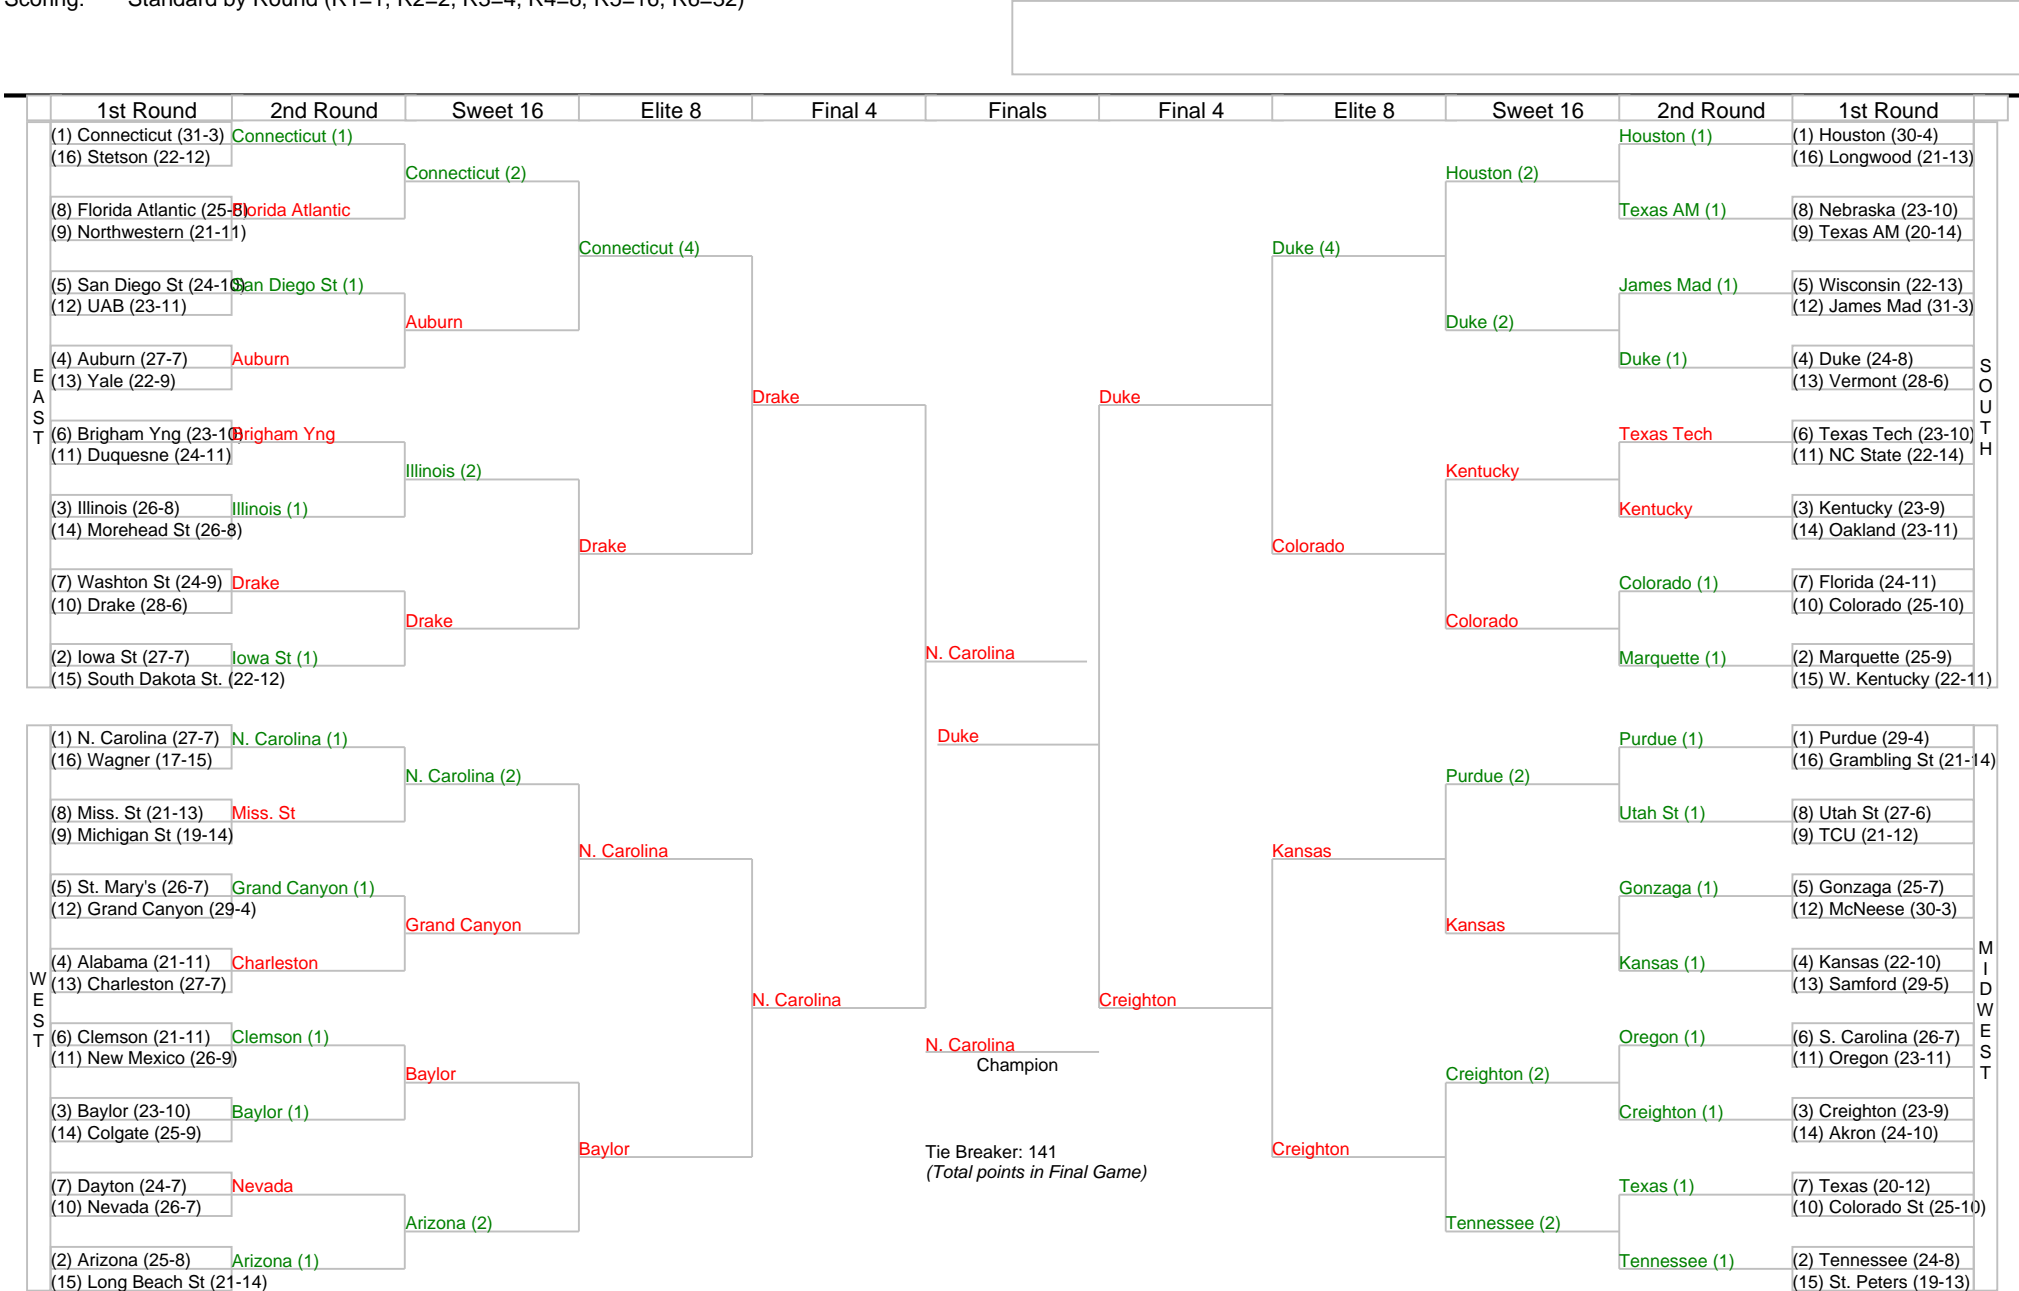 Scoring: Standard by Round (R1=1, R2=2, R3=4, R4=8, R5=16, R6=32)
1st Round 2nd Round Sweet 16 Elite 8 Final 4 Finals Final 4 Elite 8 Sweet 16 2nd Round 1st Round
EAST
(1) Connecticut (31-3)
(16) Stetson (22-12)
(8) Florida Atlantic (25-8)
(9) Northwestern (21-11)
(5) San Diego St (24-10)
(12) UAB (23-11)
(4) Auburn (27-7)
(13) Yale (22-9)
(6) Brigham Yng (23-10)
(11) Duquesne (24-11)
(3) Illinois (26-8)
(14) Morehead St (26-8)
(7) Washton St (24-9)
(10) Drake (28-6)
(2) Iowa St (27-7)
(15) South Dakota St. (22-12)
Connecticut (1)
Florida Atlantic
San Diego St (1)
Auburn
Brigham Yng
Illinois (1)
Drake
Iowa St (1)
Connecticut (2)
Auburn
Illinois (2)
Drake
Connecticut (4)
Drake
Drake
WEST
(1) N. Carolina (27-7)
(16) Wagner (17-15)
(8) Miss. St (21-13)
(9) Michigan St (19-14)
(5) St. Mary's (26-7)
(12) Grand Canyon (29-4)
(4) Alabama (21-11)
(13) Charleston (27-7)
(6) Clemson (21-11)
(11) New Mexico (26-9)
(3) Baylor (23-10)
(14) Colgate (25-9)
(7) Dayton (24-7)
(10) Nevada (26-7)
(2) Arizona (25-8)
(15) Long Beach St (21-14)
N. Carolina (1)
Miss. St
Grand Canyon (1)
Charleston
Clemson (1)
Baylor (1)
Nevada
Arizona (1)
N. Carolina (2)
Grand Canyon
Baylor
Arizona (2)
N. Carolina
Baylor
N. Carolina
N. Carolina
Duke
N. Carolina
Champion
Tie Breaker: 141
(Total points in Final Game)
Duke
Duke (4)
Colorado
Houston (2)
Duke (2)
Kentucky
Colorado
Houston (1)
Texas AM (1)
James Mad (1)
Duke (1)
Texas Tech
Kentucky
Colorado (1)
Marquette (1)
(1) Houston (30-4)
(16) Longwood (21-13)
(8) Nebraska (23-10)
(9) Texas AM (20-14)
(5) Wisconsin (22-13)
(12) James Mad (31-3)
(4) Duke (24-8)
(13) Vermont (28-6)
(6) Texas Tech (23-10)
(11) NC State (22-14)
(3) Kentucky (23-9)
(14) Oakland (23-11)
(7) Florida (24-11)
(10) Colorado (25-10)
(2) Marquette (25-9)
(15) W. Kentucky (22-11)
SOUTH
Creighton
Kansas
Creighton
Purdue (2)
Kansas
Creighton (2)
Tennessee (2)
Purdue (1)
Utah St (1)
Gonzaga (1)
Kansas (1)
Oregon (1)
Creighton (1)
Texas (1)
Tennessee (1)
(1) Purdue (29-4)
(16) Grambling St (21-14)
(8) Utah St (27-6)
(9) TCU (21-12)
(5) Gonzaga (25-7)
(12) McNeese (30-3)
(4) Kansas (22-10)
(13) Samford (29-5)
(6) S. Carolina (26-7)
(11) Oregon (23-11)
(3) Creighton (23-9)
(14) Akron (24-10)
(7) Texas (20-12)
(10) Colorado St (25-10)
(2) Tennessee (24-8)
(15) St. Peters (19-13)
MIDWEST